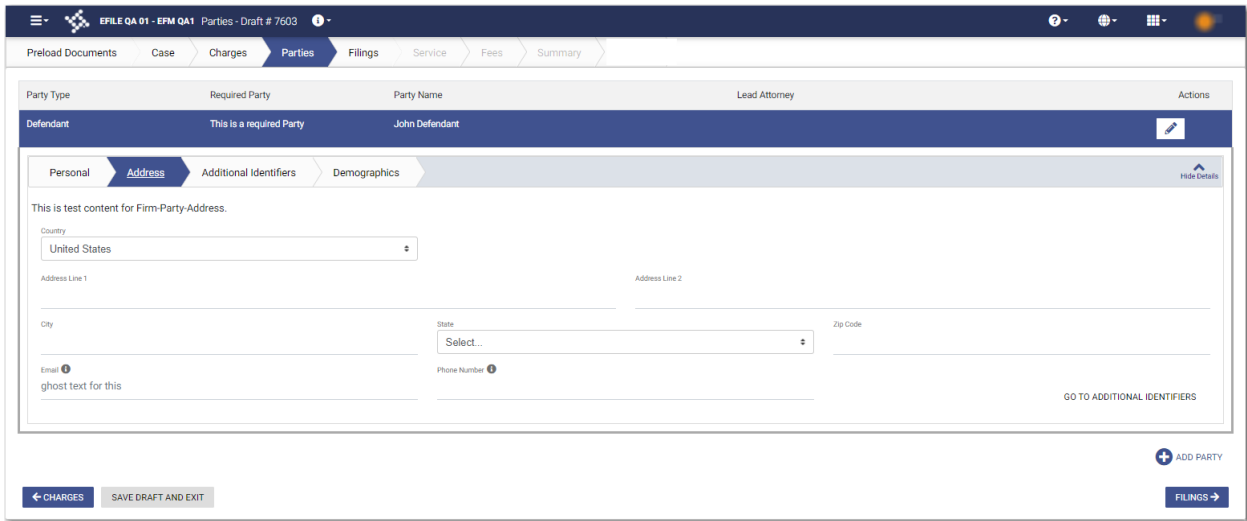 EFILE QA 01 - EFM QA1 Parties - Draft # 7603
Preload Documents Case Charges Parties Filings Service Fees Summary
Party Type Required Party Party Name Lead Attorney Actions
Defendant This is a required Party John Defendant
Personal Address Additional Identifiers Demographics Hide Details
This is test content for Firm-Party-Address.
Country
United States
Address Line 1 Address Line 2
City State Zip Code
Select...
Email Phone Number
ghost text for this
GO TO ADDITIONAL IDENTIFIERS
ADD PARTY
CHARGES SAVE DRAFT AND EXIT FILINGS